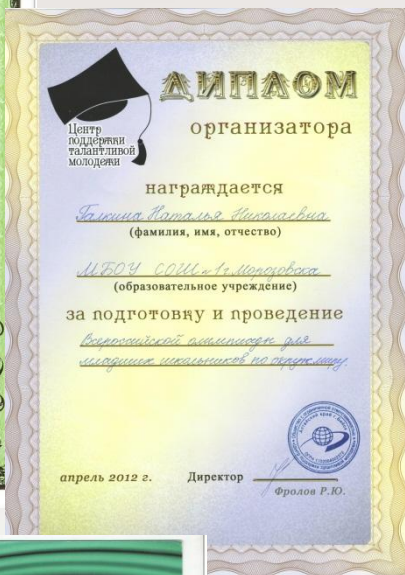 ДИПЛОМ
Центр
поддержки
талантливой
молодежи
организатора
награждается
Галкина Наталья Николаевна
(фамилия, имя, отчество)
МБОУ СОШ №1 г. Морозовска
(образовательное учреждение)
за подготовку и проведение
Всероссийской олимпиады для
младших школьников по окруж. миру.
апрель 2012 г. Директор
Фролов Р.Ю.